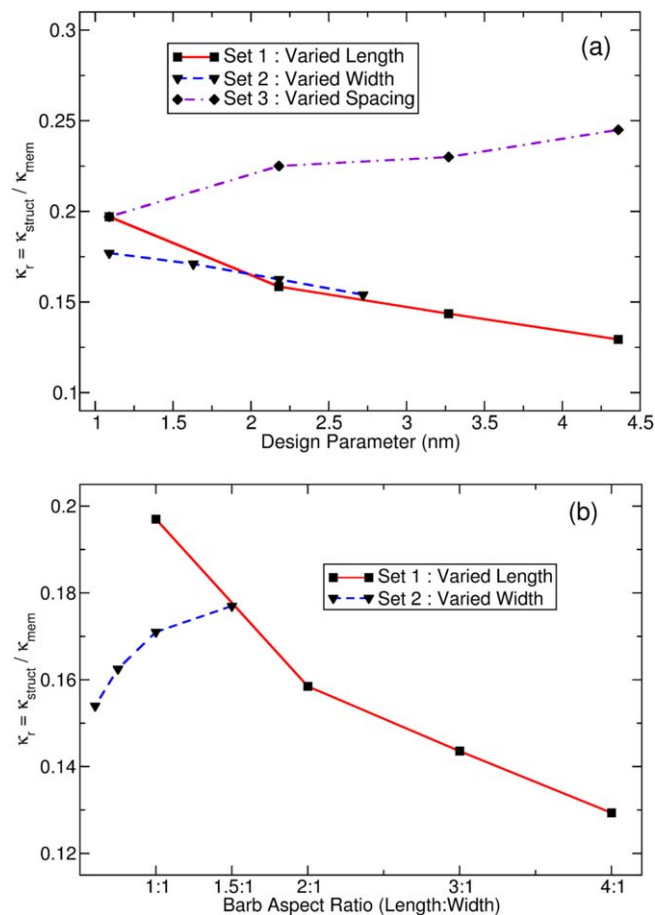 0.3
(a)
Set 1 : Varied Length
Set 2 : Varied Width
Set 3 : Varied Spacing
0.25
0.2
0.15
0.1
κr = κstruct / κmem
1 1.5 2 2.5 3 3.5 4 4.5
Design Parameter (nm)
0.2
(b)
Set 1 : Varied Length
Set 2 : Varied Width
0.18
0.16
0.14
0.12
κr = κstruct / κmem
1:1 1.5:1 2:1 3:1 4:1
Barb Aspect Ratio (Length:Width)